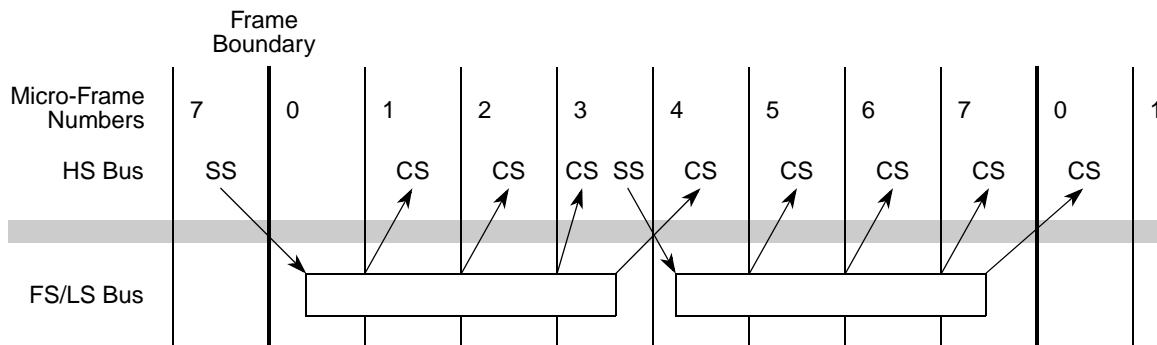 Frame
Boundary
Micro-Frame
Numbers
7 0 1 2 3 4 5 6 7 0 1
HS Bus SS CS CS CS SS CS CS CS CS CS
FS/LS Bus